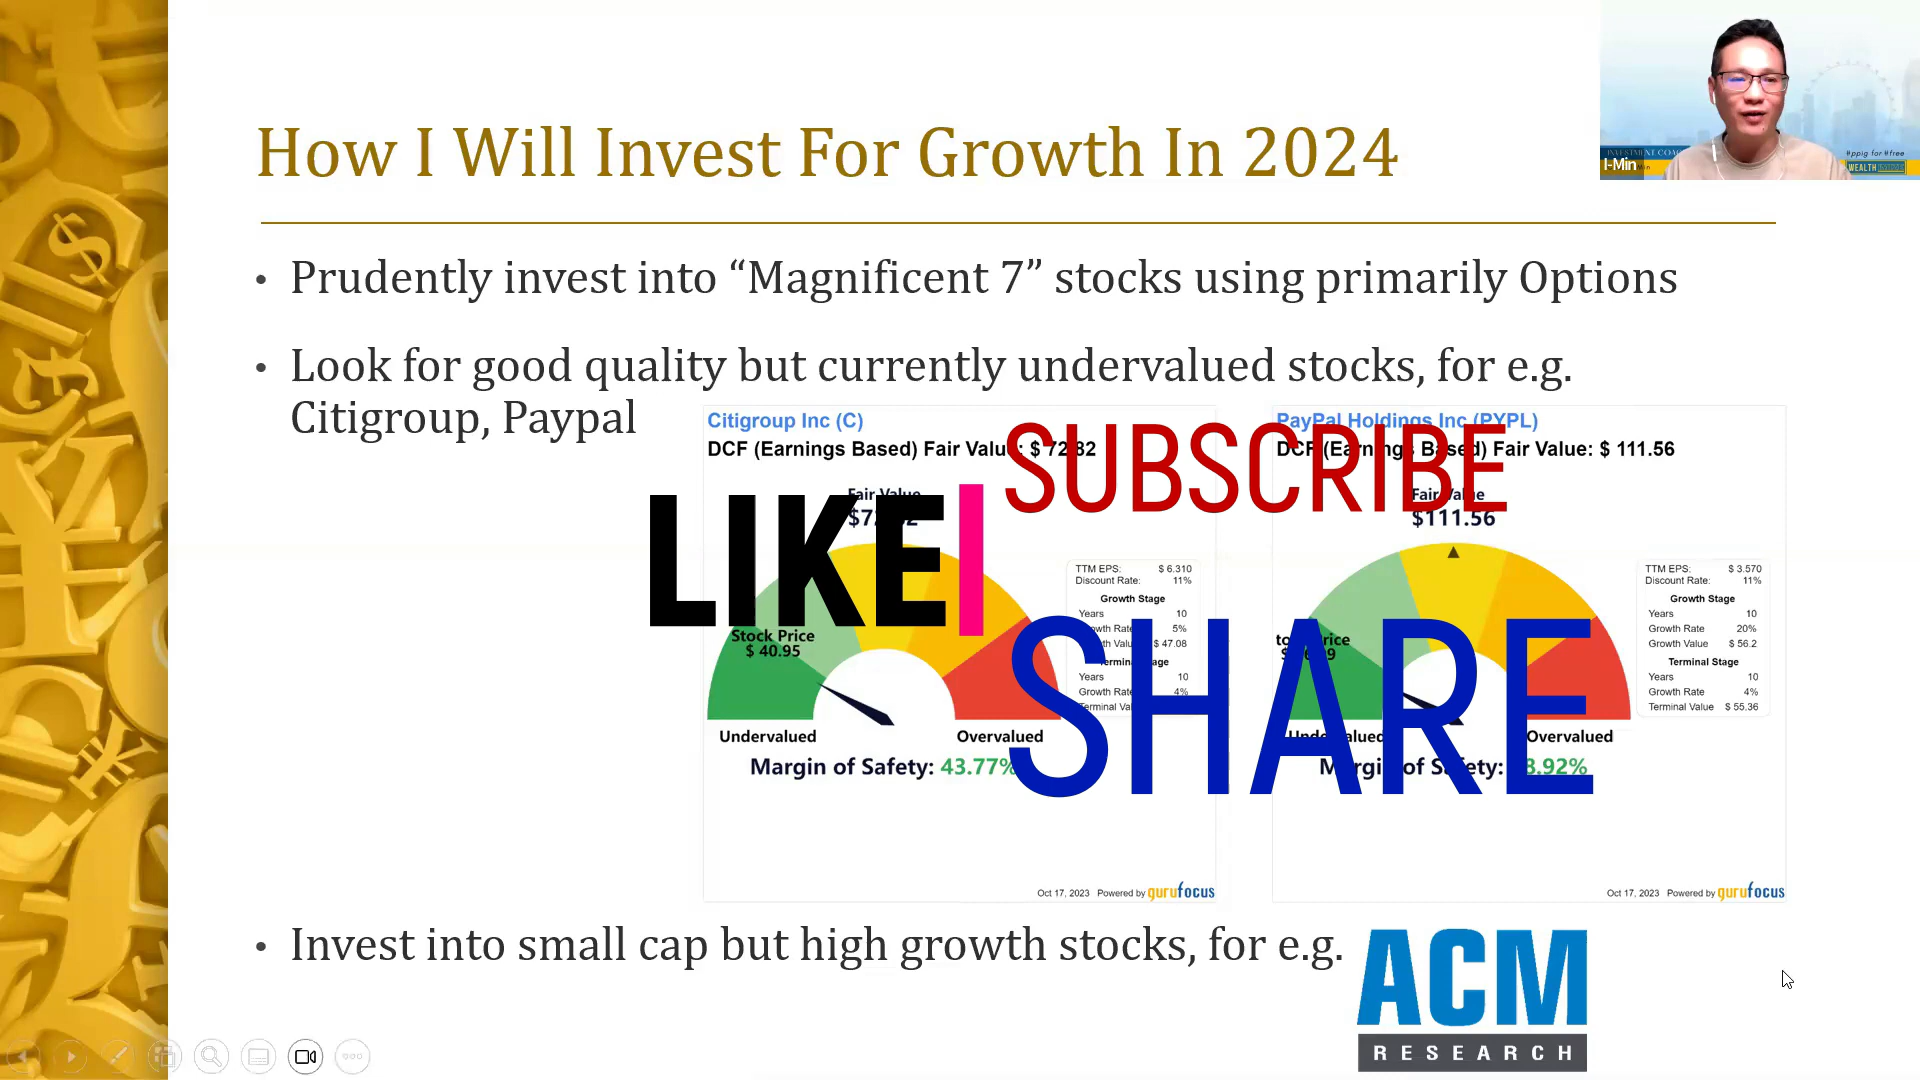 How I Will Invest For Growth In 2024
INVESTMENT COA
#ppig for #free
I-Min
WEALTH
• Prudently invest into “Magnificent 7” stocks using primarily Options
• Look for good quality but currently undervalued stocks, for e.g.
Citigroup, Paypal
Citigroup Inc (C)
DCF (Earnings Based) Fair Value: $ 72.82
Fair Value
$72.82
Stock Price
$ 40.95
Undervalued
Overvalued
Margin of Safety: 43.77%
TTM EPS: $ 6.310
Discount Rate: 11%
Growth Stage
Years 10
Growth Rate 5%
Growth Value $ 47.08
Terminal Stage
Years 10
Growth Rate 4%
Terminal
Oct 17, 2023 Powered by gurufocus
PayPal Holdings Inc (PYPL)
DCF (Earnings Based) Fair Value: $ 111.56
Fair Value
$111.56
Stock Price
Undervalued
Overvalued
Margin of Safety:
TTM EPS: $ 3.570
Discount Rate: 11%
Growth Stage
Years 10
Growth Rate 20%
Growth Value $ 56.2
Terminal Stage
Years 10
Growth Rate 4%
Terminal Value $ 55.36
Oct 17, 2023 Powered by gurufocus
LIKE
SUBSCRIBE
SHARE
• Invest into small cap but high growth stocks, for e.g.
ACM
RESEARCH